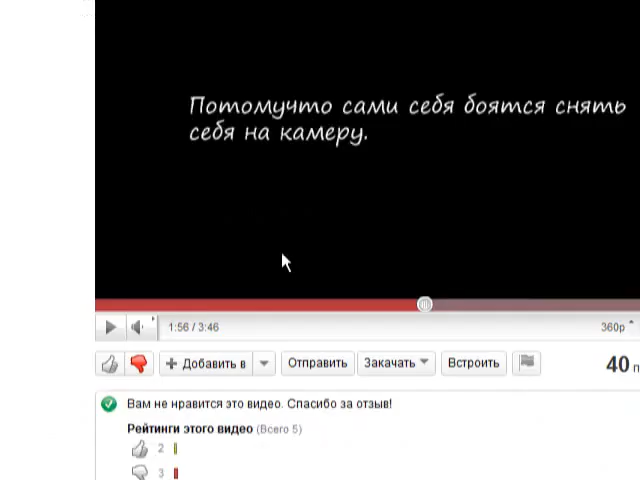 Потомучто сами себя боятся снять
себя на камеру.
1:56 / 3:46
360p
Добавить в
Отправить
Закачать
Встроить
40
Вам не нравится это видео. Спасибо за отзыв!
Рейтинги этого видео (Всего 5)
2
3